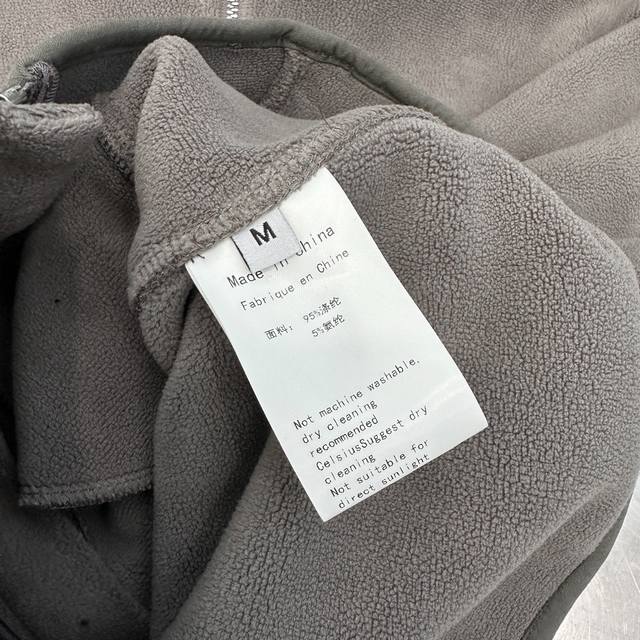 M
Made in China
Fabrique en Chine
面料: 95%涤纶
5%氨纶
Not machine washable.
dry cleaning
recommended
CelsiusSuggest dry
cleaning
Not suitable for
direct sunlight